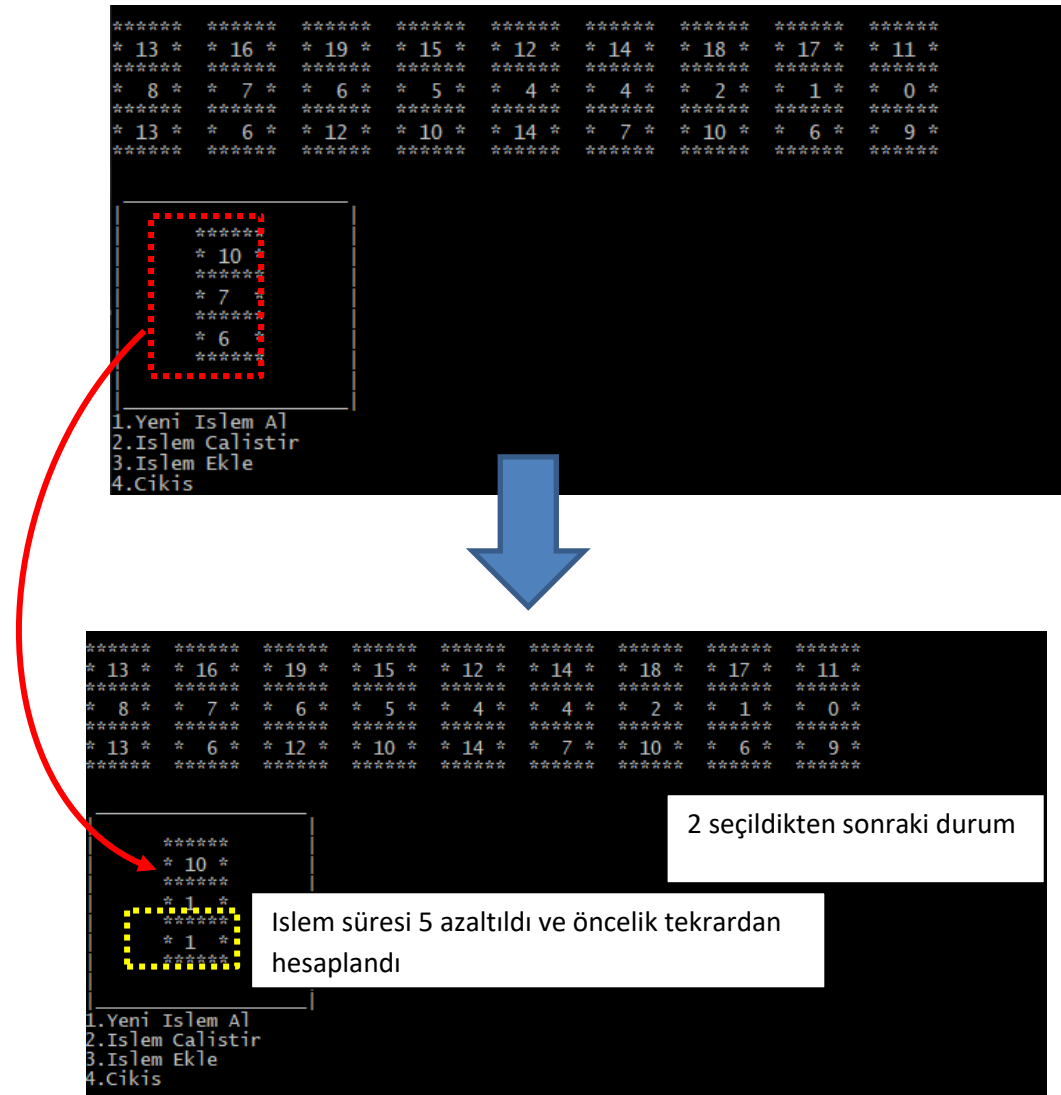 ****** ****** ****** ****** ****** ****** ****** ****** ******
* 13 * * 16 * * 19 * * 15 * * 12 * * 14 * * 18 * * 17 * * 11 *
****** ****** ****** ****** ****** ****** ****** ****** ******
* 8 * * 7 * * 6 * * 5 * * 4 * * 4 * * 2 * * 1 * * 0 *
****** ****** ****** ****** ****** ****** ****** ****** ******
* 13 * * 6 * * 12 * * 10 * * 14 * * 7 * * 10 * * 6 * * 9 *
****** ****** ****** ****** ****** ****** ****** ****** ******
******
* 10 *
******
* 7 *
******
* 6 *
******
1.Yeni Islem Al
2.Islem Calistir
3.Islem Ekle
4.Cikis
****** ****** ****** ****** ****** ****** ****** ****** ******
* 13 * * 16 * * 19 * * 15 * * 12 * * 14 * * 18 * * 17 * * 11 *
****** ****** ****** ****** ****** ****** ****** ****** ******
* 8 * * 7 * * 6 * * 5 * * 4 * * 4 * * 2 * * 1 * * 0 *
****** ****** ****** ****** ****** ****** ****** ****** ******
* 13 * * 6 * * 12 * * 10 * * 14 * * 7 * * 10 * * 6 * * 9 *
****** ****** ****** ****** ****** ****** ****** ****** ******
2 seçildikten sonraki durum
******
* 10 *
******
* 1 *
******
* 1 *
******
Islem süresi 5 azaltıldı ve öncelik tekrardan
hesaplandı
1.Yeni Islem Al
2.Islem Calistir
3.Islem Ekle
4.Cikis